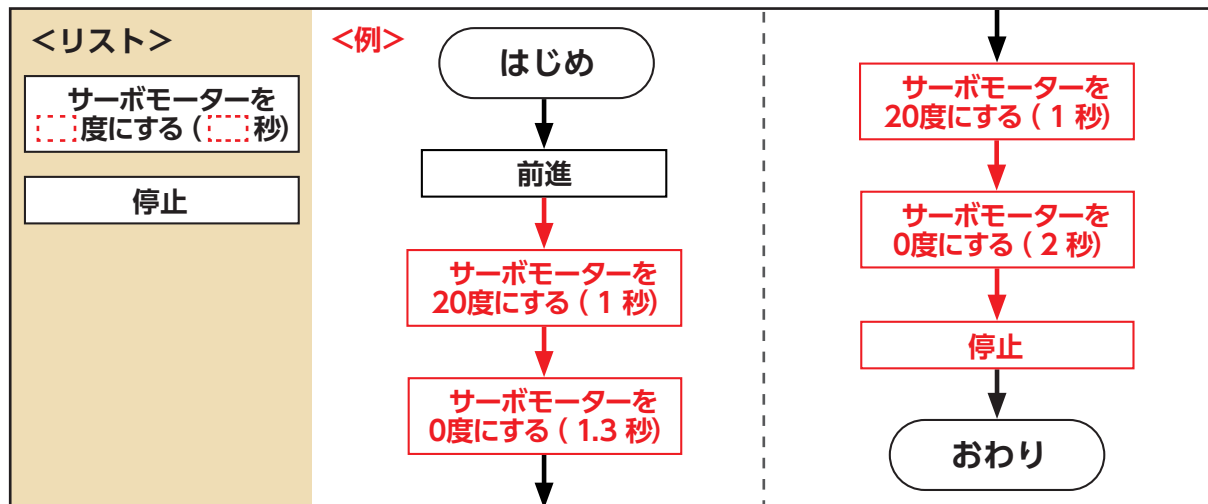 <リスト>
サーボモーターを
度にする ( 秒)
停止
<例>
はじめ
前進
サーボモーターを
20度にする ( 1 秒)
サーボモーターを
0度にする ( 1.3 秒)
サーボモーターを
20度にする ( 1 秒)
サーボモーターを
0度にする ( 2 秒)
停止
おわり